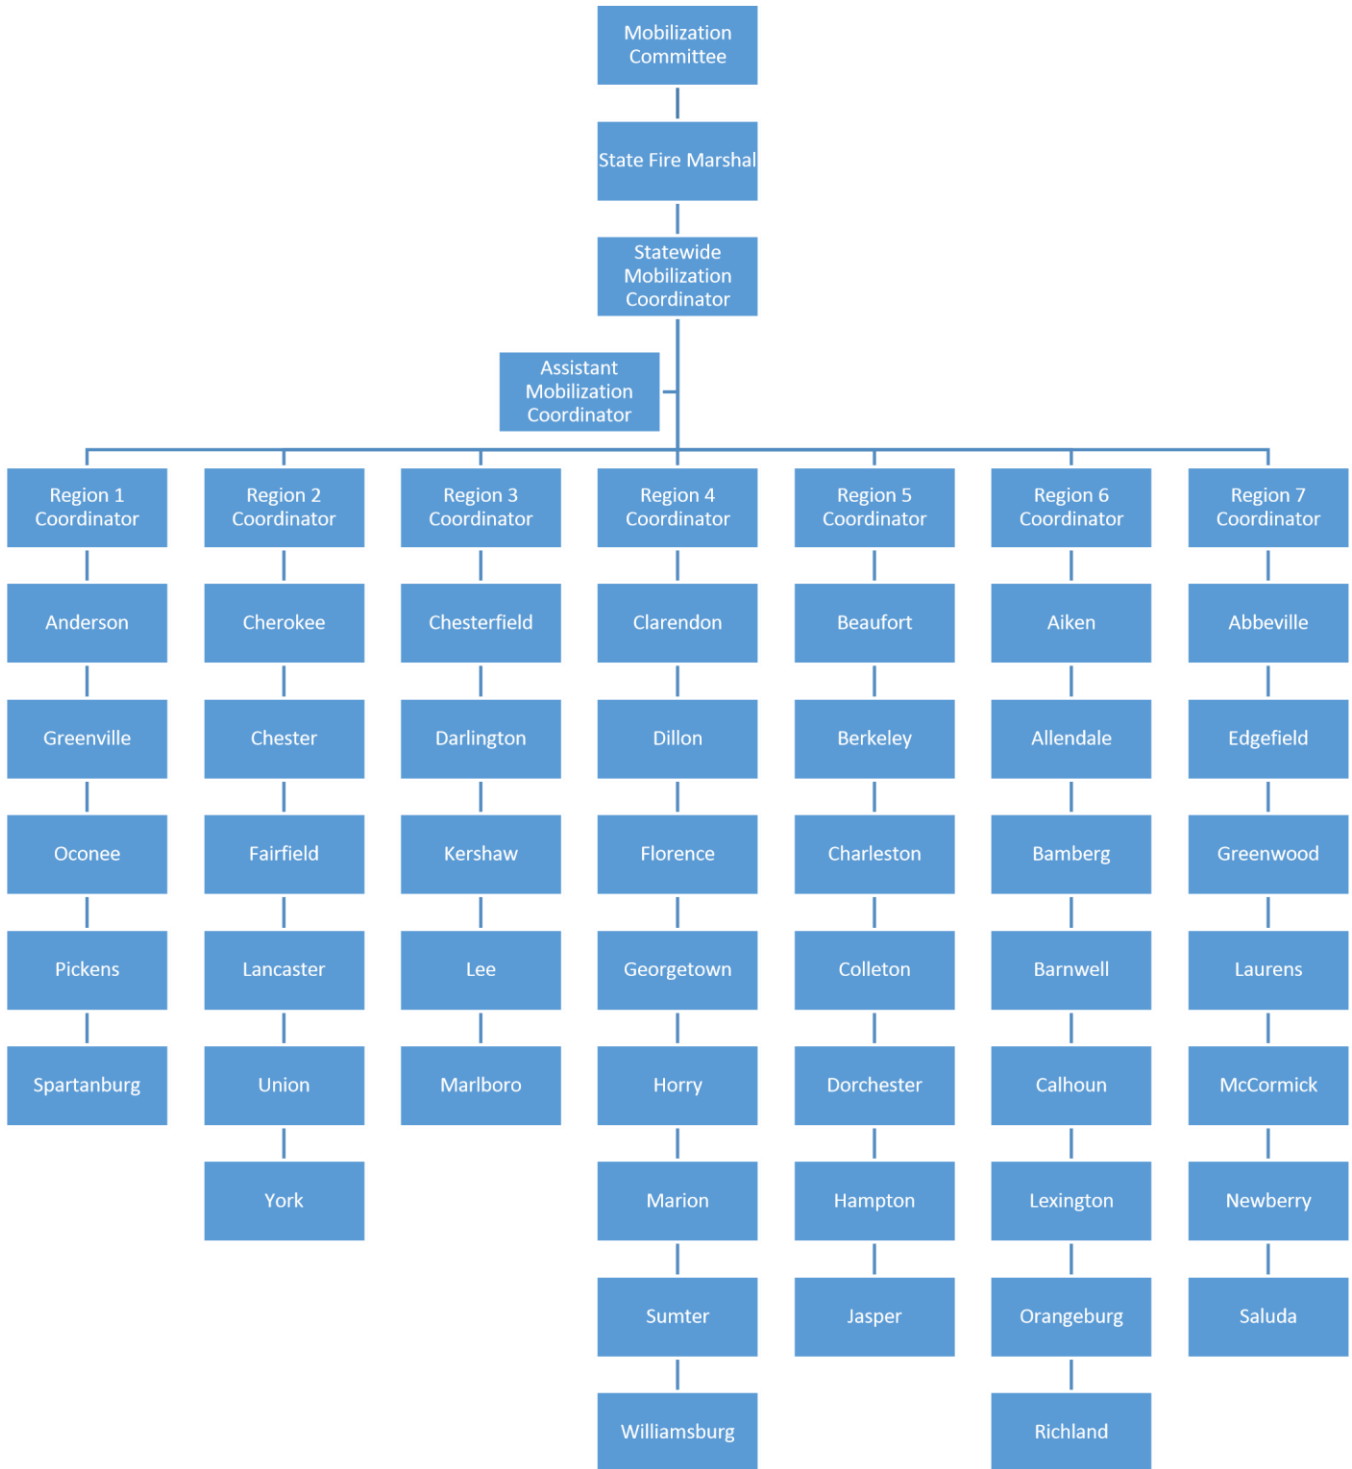 Mobilization
Committee
State Fire Marshal
Statewide
Mobilization
Coordinator
Assistant
Mobilization
Coordinator
Region 1
Coordinator
Anderson
Greenville
Oconee
Pickens
Spartanburg
Region 2
Coordinator
Cherokee
Chester
Fairfield
Lancaster
Union
York
Region 3
Coordinator
Chesterfield
Darlington
Kershaw
Lee
Marlboro
Region 4
Coordinator
Clarendon
Dillon
Florence
Georgetown
Horry
Marion
Sumter
Williamsburg
Region 5
Coordinator
Beaufort
Berkeley
Charleston
Colleton
Dorchester
Hampton
Jasper
Region 6
Coordinator
Aiken
Allendale
Bamberg
Barnwell
Calhoun
Lexington
Orangeburg
Richland
Region 7
Coordinator
Abbeville
Edgefield
Greenwood
Laurens
McCormick
Newberry
Saluda